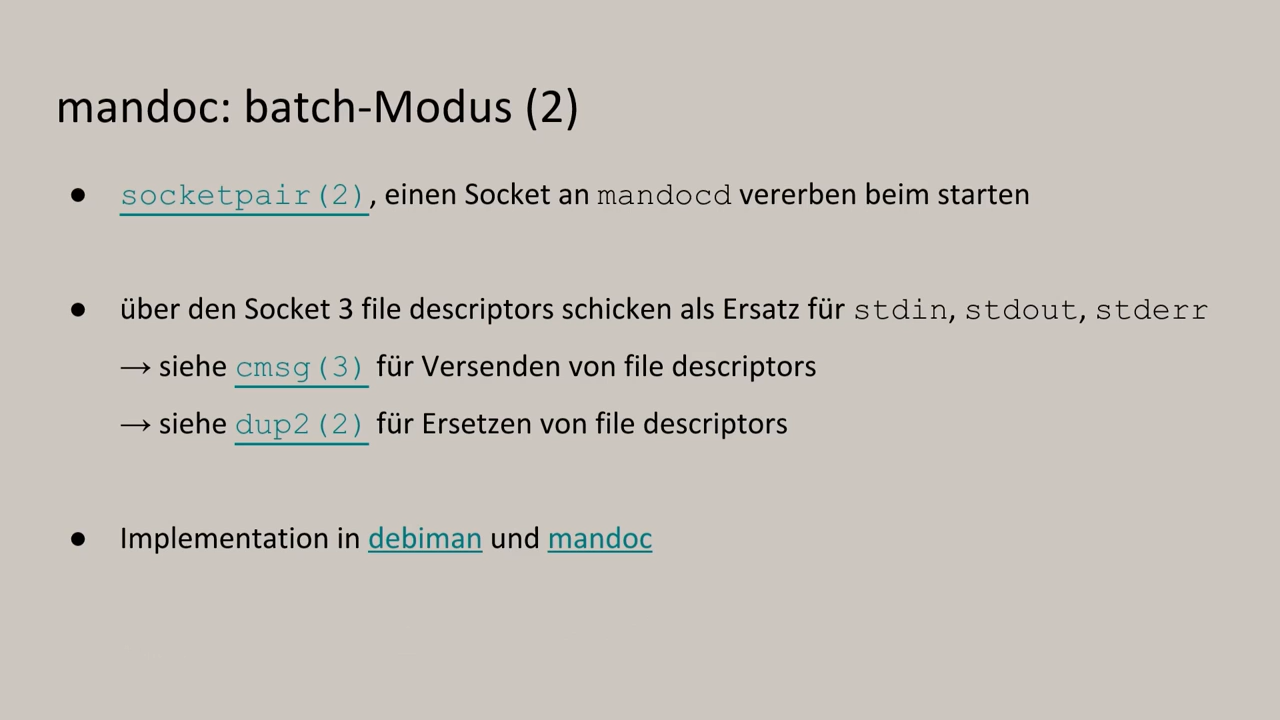 mandoc: batch-Modus (2)
● socketpair(2), einen Socket an mandocd vererben beim starten
● über den Socket 3 file descriptors schicken als Ersatz für stdin, stdout, stderr
→ siehe cmsg(3) für Versenden von file descriptors
→ siehe dup2(2) für Ersetzen von file descriptors
● Implementation in debiman und mandoc